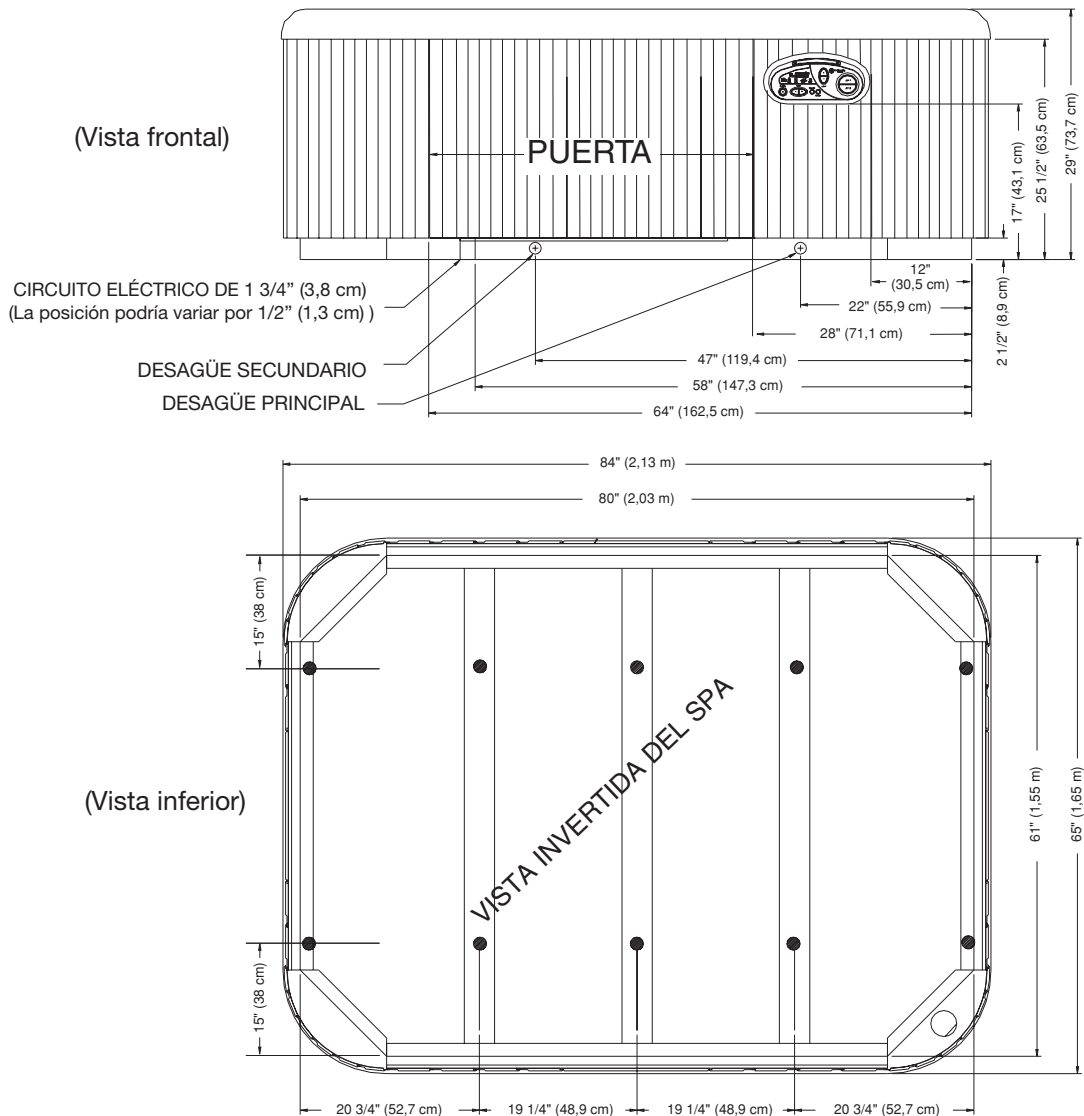 (Vista frontal)
PUERTA
17" (43,1 cm)
25 1/2" (63,5 cm)
29" (73,7 cm)
2 1/2" (8,9 cm)
12"
(30,5 cm)
22" (55,9 cm)
28" (71,1 cm)
47" (119,4 cm)
58" (147,3 cm)
64" (162,5 cm)
CIRCUITO ELÉCTRICO DE 1 3/4” (3,8 cm)
(La posición podría variar por 1/2” (1,3 cm) )
DESAGÜE SECUNDARIO
DESAGÜE PRINCIPAL
84" (2,13 m)
80" (2,03 m)
15" (38 cm)
(Vista inferior)
VISTA INVERTIDA DEL SPA
61" (1,55 m)
65" (1,65 m)
15" (38 cm)
20 3/4" (52,7 cm)
19 1/4" (48,9 cm)
19 1/4" (48,9 cm)
20 3/4" (52,7 cm)